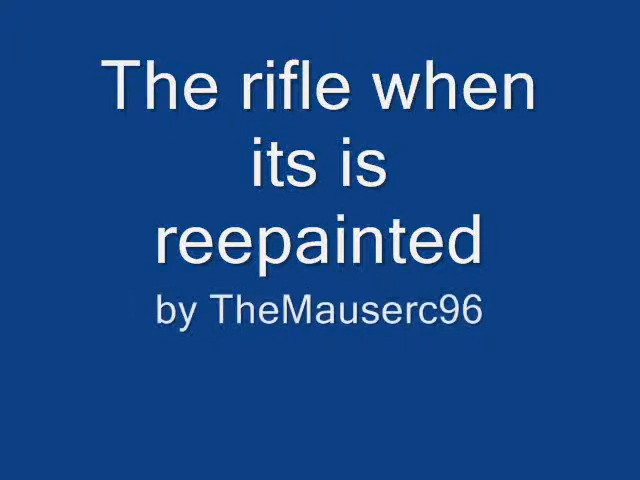 The rifle when
its is
reepainted
by TheMauserc96